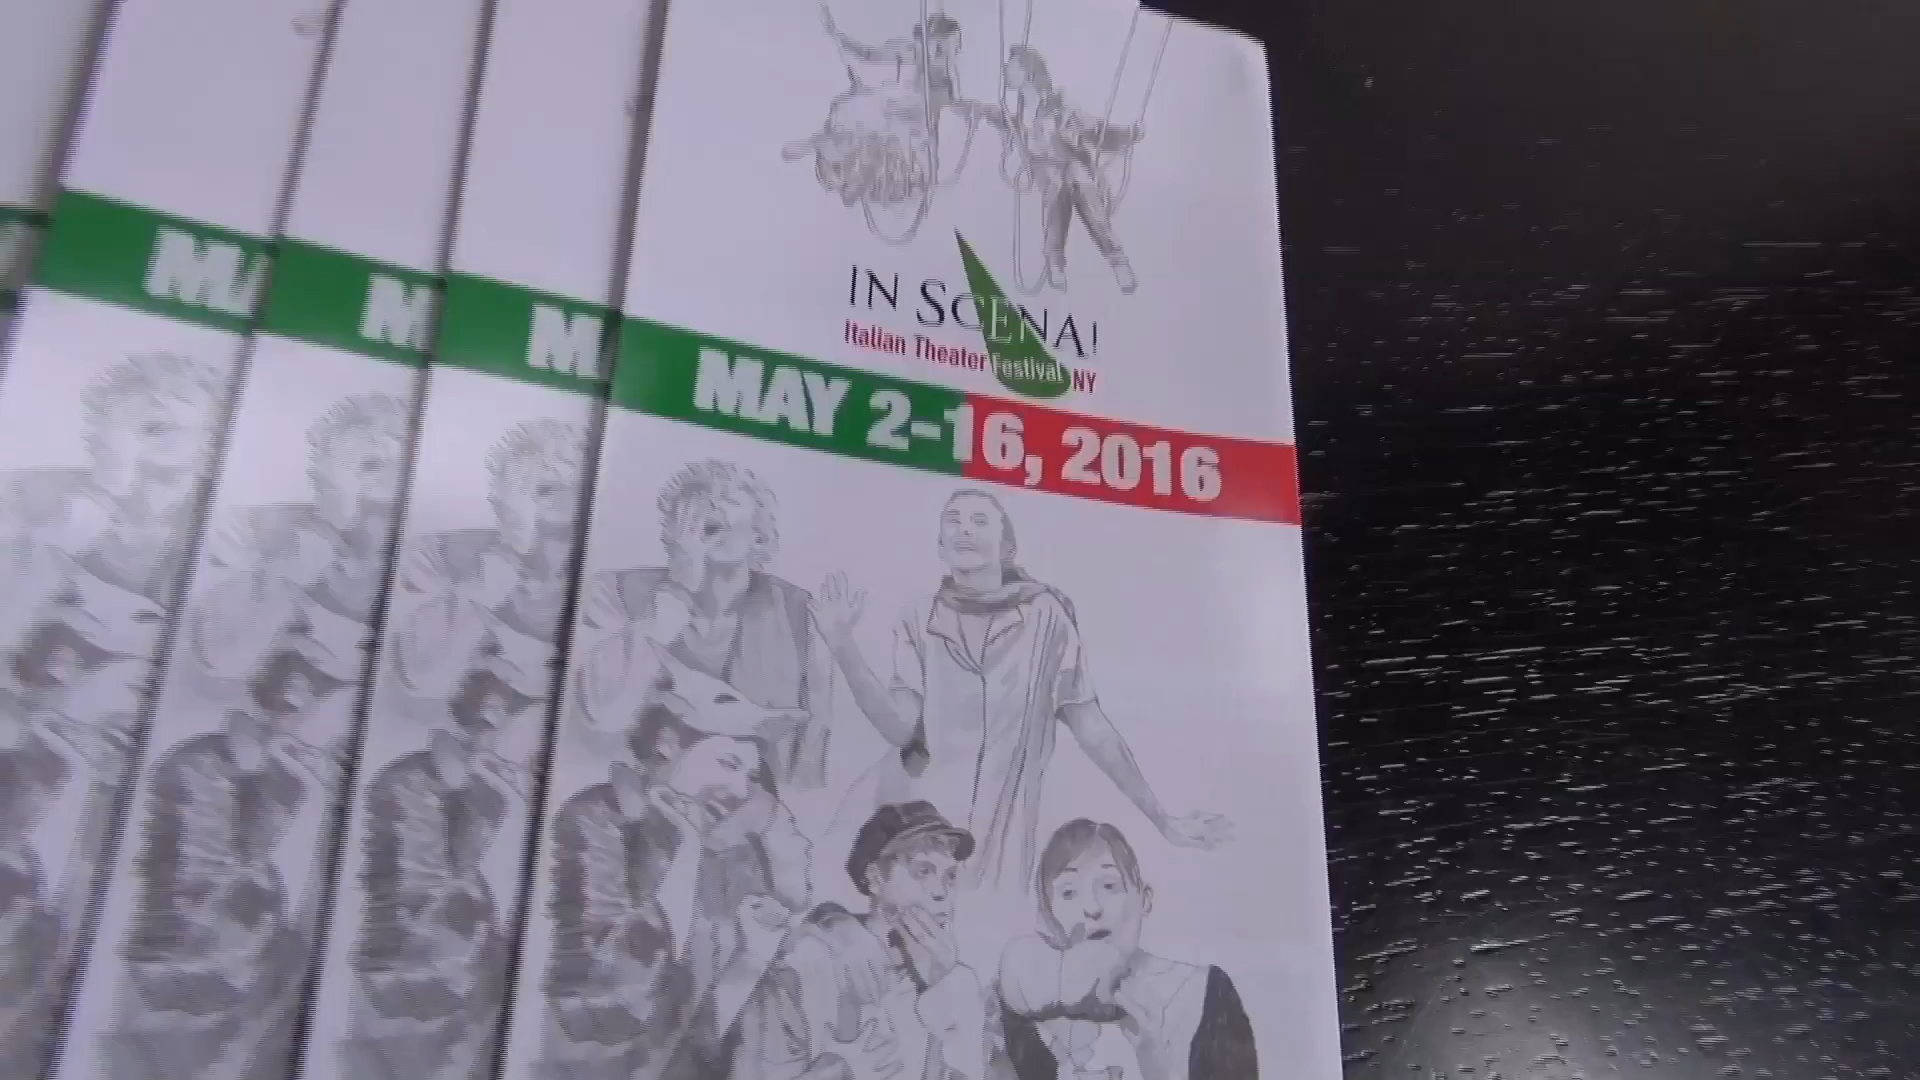 IN SCENA!
Italian Theater Festival NY
M
M
MAY 2-16, 2016